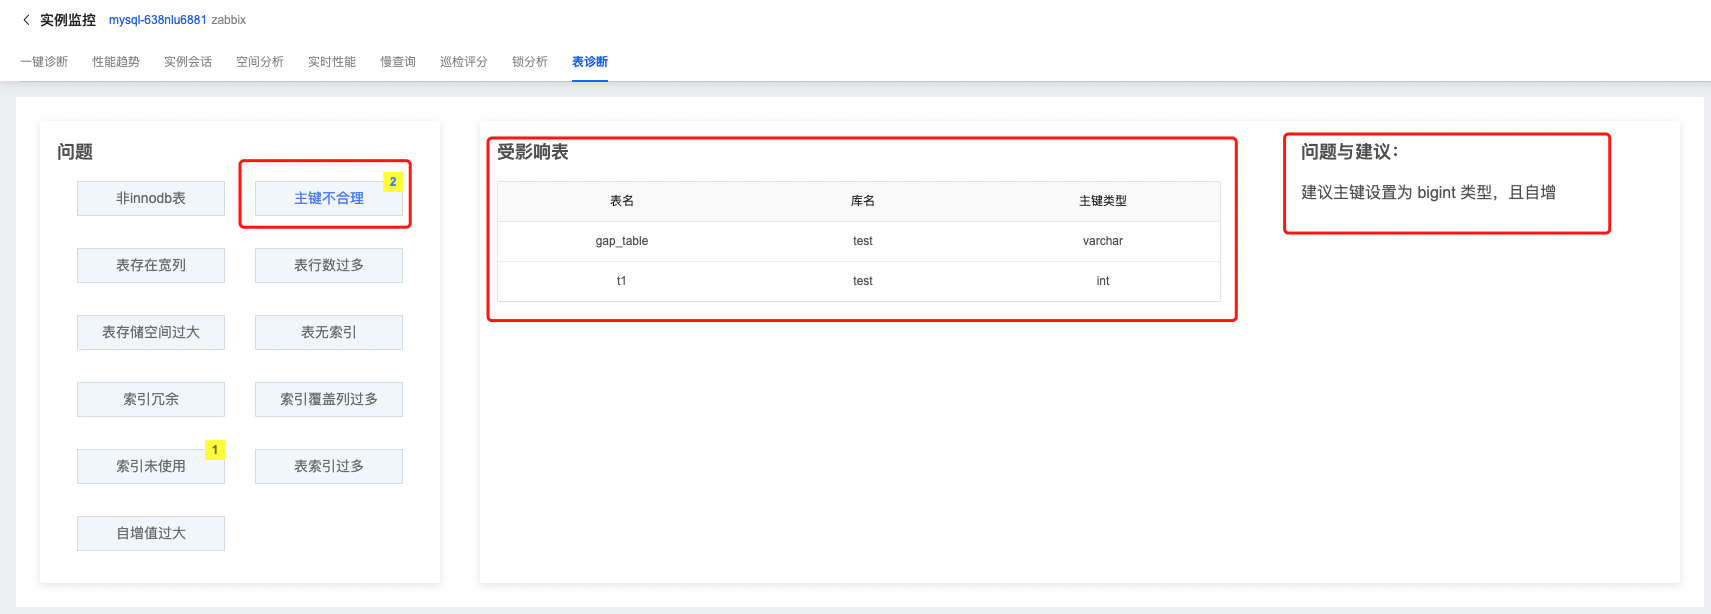 实例监控 mysql-638nlu6881 zabbix
一键诊断 性能趋势 实例会话 空间分析 实时性能 慢查询 巡检评分 锁分析 表诊断
问题
非innodb表
主键不合理 2
表存在宽列
表行数过多
表存储空间过大
表无索引
索引冗余
索引覆盖列过多
索引未使用 1
表索引过多
自增值过大
受影响表
表名 库名 主键类型
gap_table test varchar
t1 test int
问题与建议：
建议主键设置为 bigint 类型，且自增